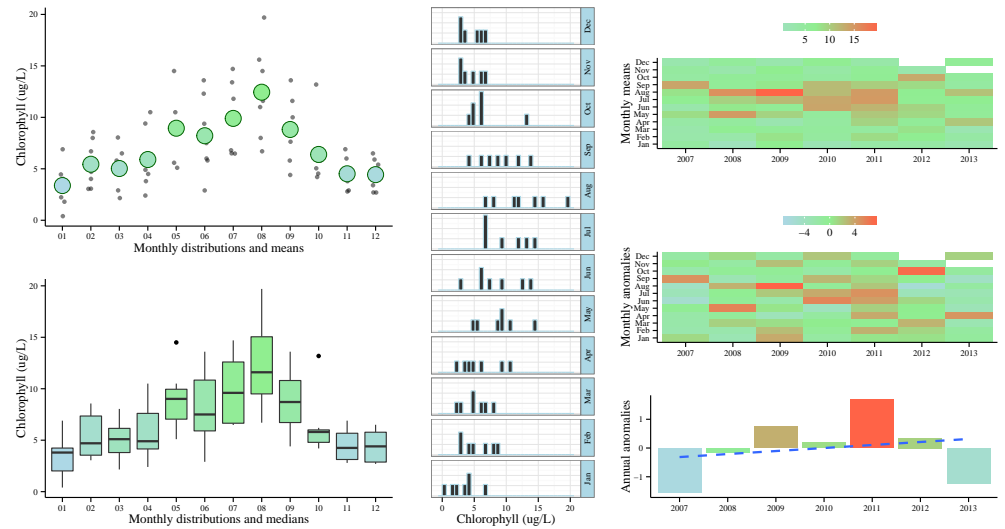 20
15
10
5
0
Chlorophyll (ug/L)
01 02 03 04 05 06 07 08 09 10 11 12
Monthly distributions and means
20
15
10
5
0
Chlorophyll (ug/L)
01 02 03 04 05 06 07 08 09 10 11 12
Monthly distributions and medians
Dec
Nov
Oct
Sep
Aug
Jul
Jun
May
Apr
Mar
Feb
Jan
0 5 10 15 20
Chlorophyll (ug/L)
5 10 15
Monthly means
Dec
Nov
Oct
Sep
Aug
Jul
Jun
May
Apr
Mar
Feb
Jan
2007 2008 2009 2010 2011 2012 2013
−4 0 4
Monthly anomalies
Dec
Nov
Oct
Sep
Aug
Jul
Jun
May
Apr
Mar
Feb
Jan
2007 2008 2009 2010 2011 2012 2013
Annual anomalies
1
0
−1
2007 2008 2009 2010 2011 2012 2013